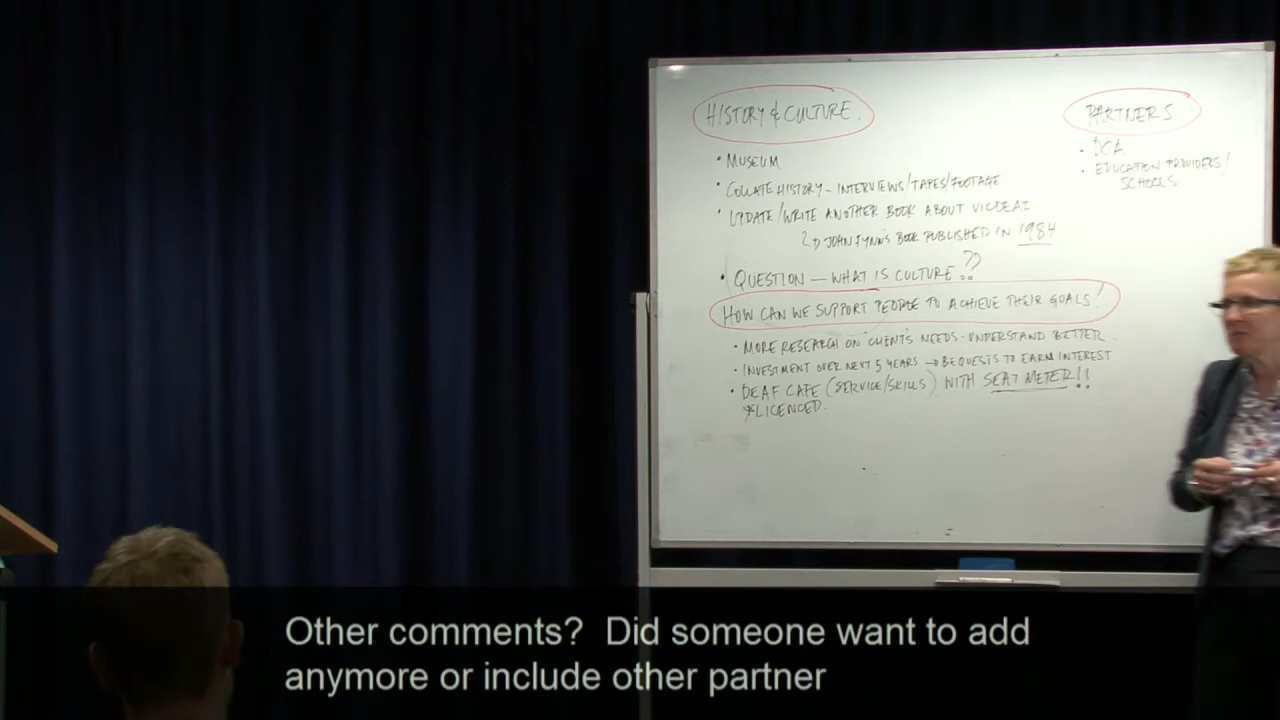 HISTORY & CULTURE.
PARTNERS
• MUSEUM
• COLLATE HISTORY - INTERVIEWS/TAPES/FOOTAGE
• UPDATE/WRITE ANOTHER BOOK ABOUT VICDEAF
JOHN FLYNN'S BOOK PUBLISHED IN 1984
• QUESTION — WHAT IS CULTURE??
HOW CAN WE SUPPORT PEOPLE TO ACHIEVE THEIR GOALS?
• MORE RESEARCH ON CLIENT'S NEEDS - UNDERSTAND BETTER.
• INVESTMENT OVER NEXT 5 YEARS → BEQUESTS TO EARN INTEREST
• DEAF CAFE (SERVICE/SKILLS) WITH SEAT METER!!
* LICENCED.
• EDUCATION PROVIDERS/
SCHOOLS
Other comments? Did someone want to add
anymore or include other partner